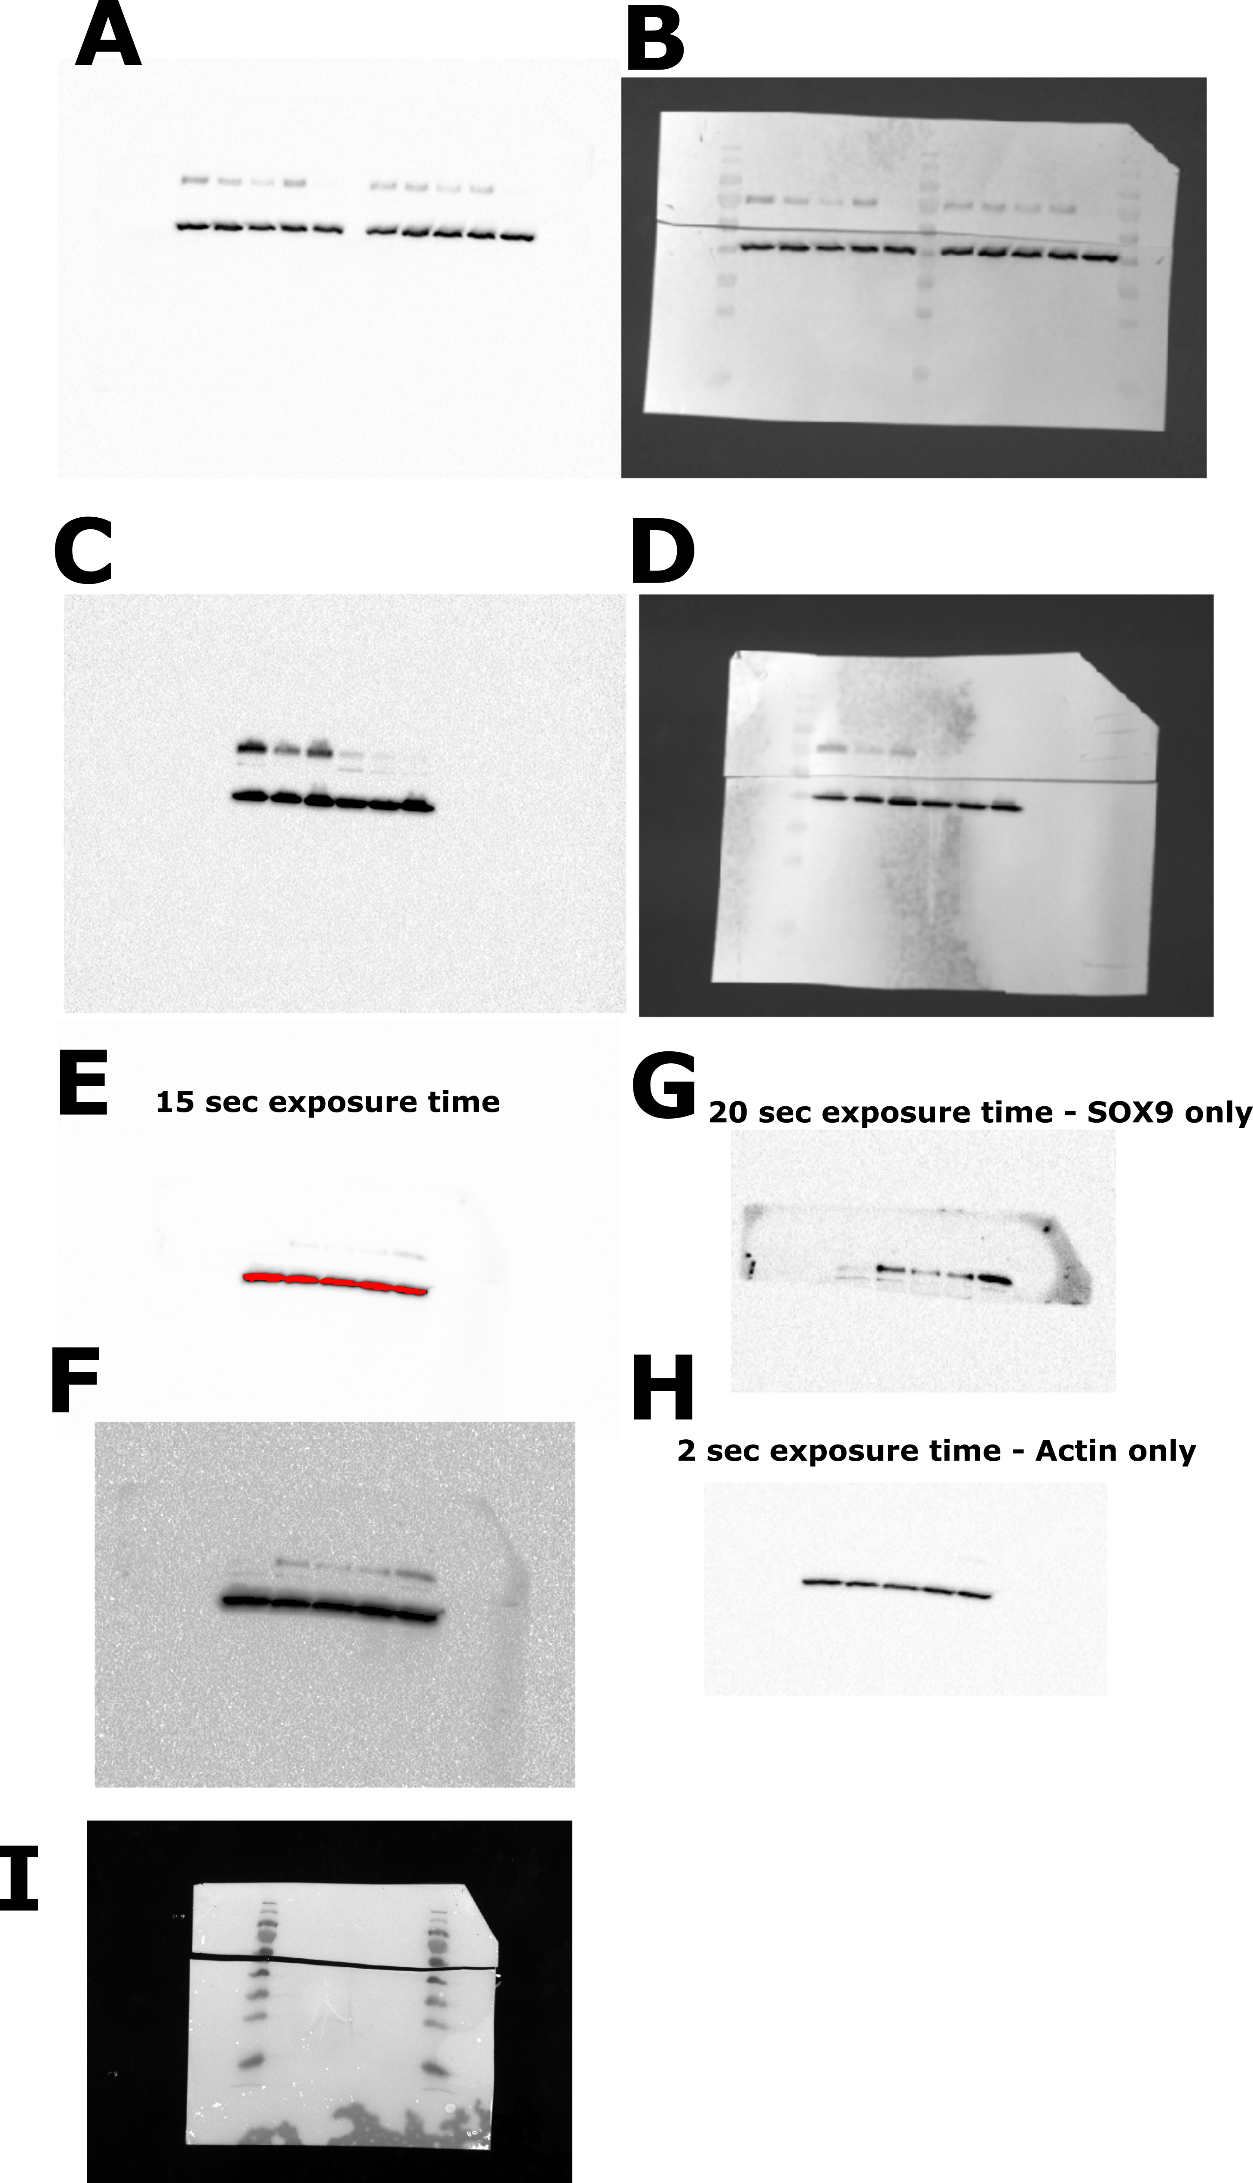 A
B
C
D
E
15 sec exposure time
G
20 sec exposure time - SOX9 only
F
H
2 sec exposure time - Actin only
I